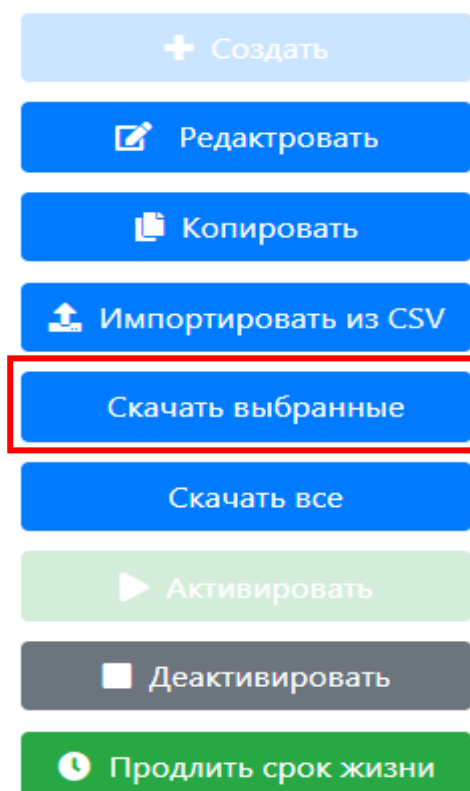 Создать
Редактровать
Копировать
Импортировать из CSV
Скачать выбранные
Скачать все
Активировать
Деактивировать
Продлить срок жизни